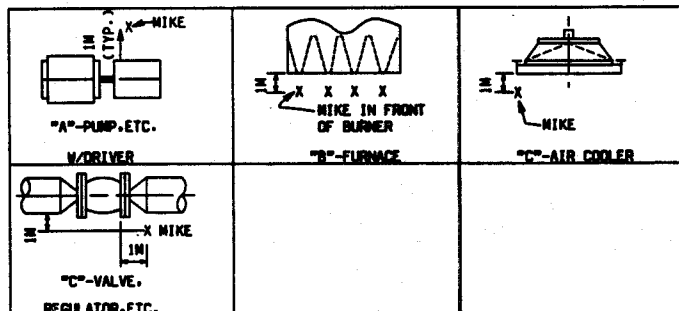 1M
(TYP.)
X MIKE
"A"-PUMP,ETC.
W/DRIVER
1M
X X X X
MIKE IN FRONT
OF BURNER
"B"-FURNACE
1M
X
MIKE
"C"-AIR COOLER
1M
X MIKE
1M
"C"-VALVE,
REGULATOR,ETC.